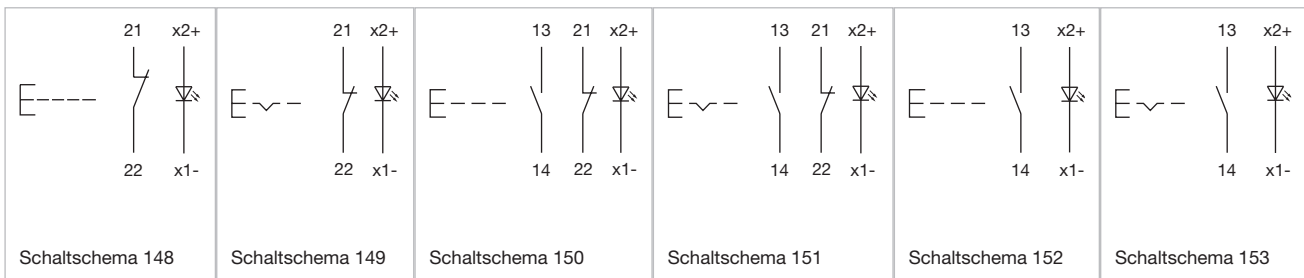 21 x2+
22 x1-
Schaltschema 148
21 x2+
22 x1-
Schaltschema 149
13 21 x2+
14 22 x1-
Schaltschema 150
13 21 x2+
14 22 x1-
Schaltschema 151
13 x2+
14 x1-
Schaltschema 152
13 x2+
14 x1-
Schaltschema 153